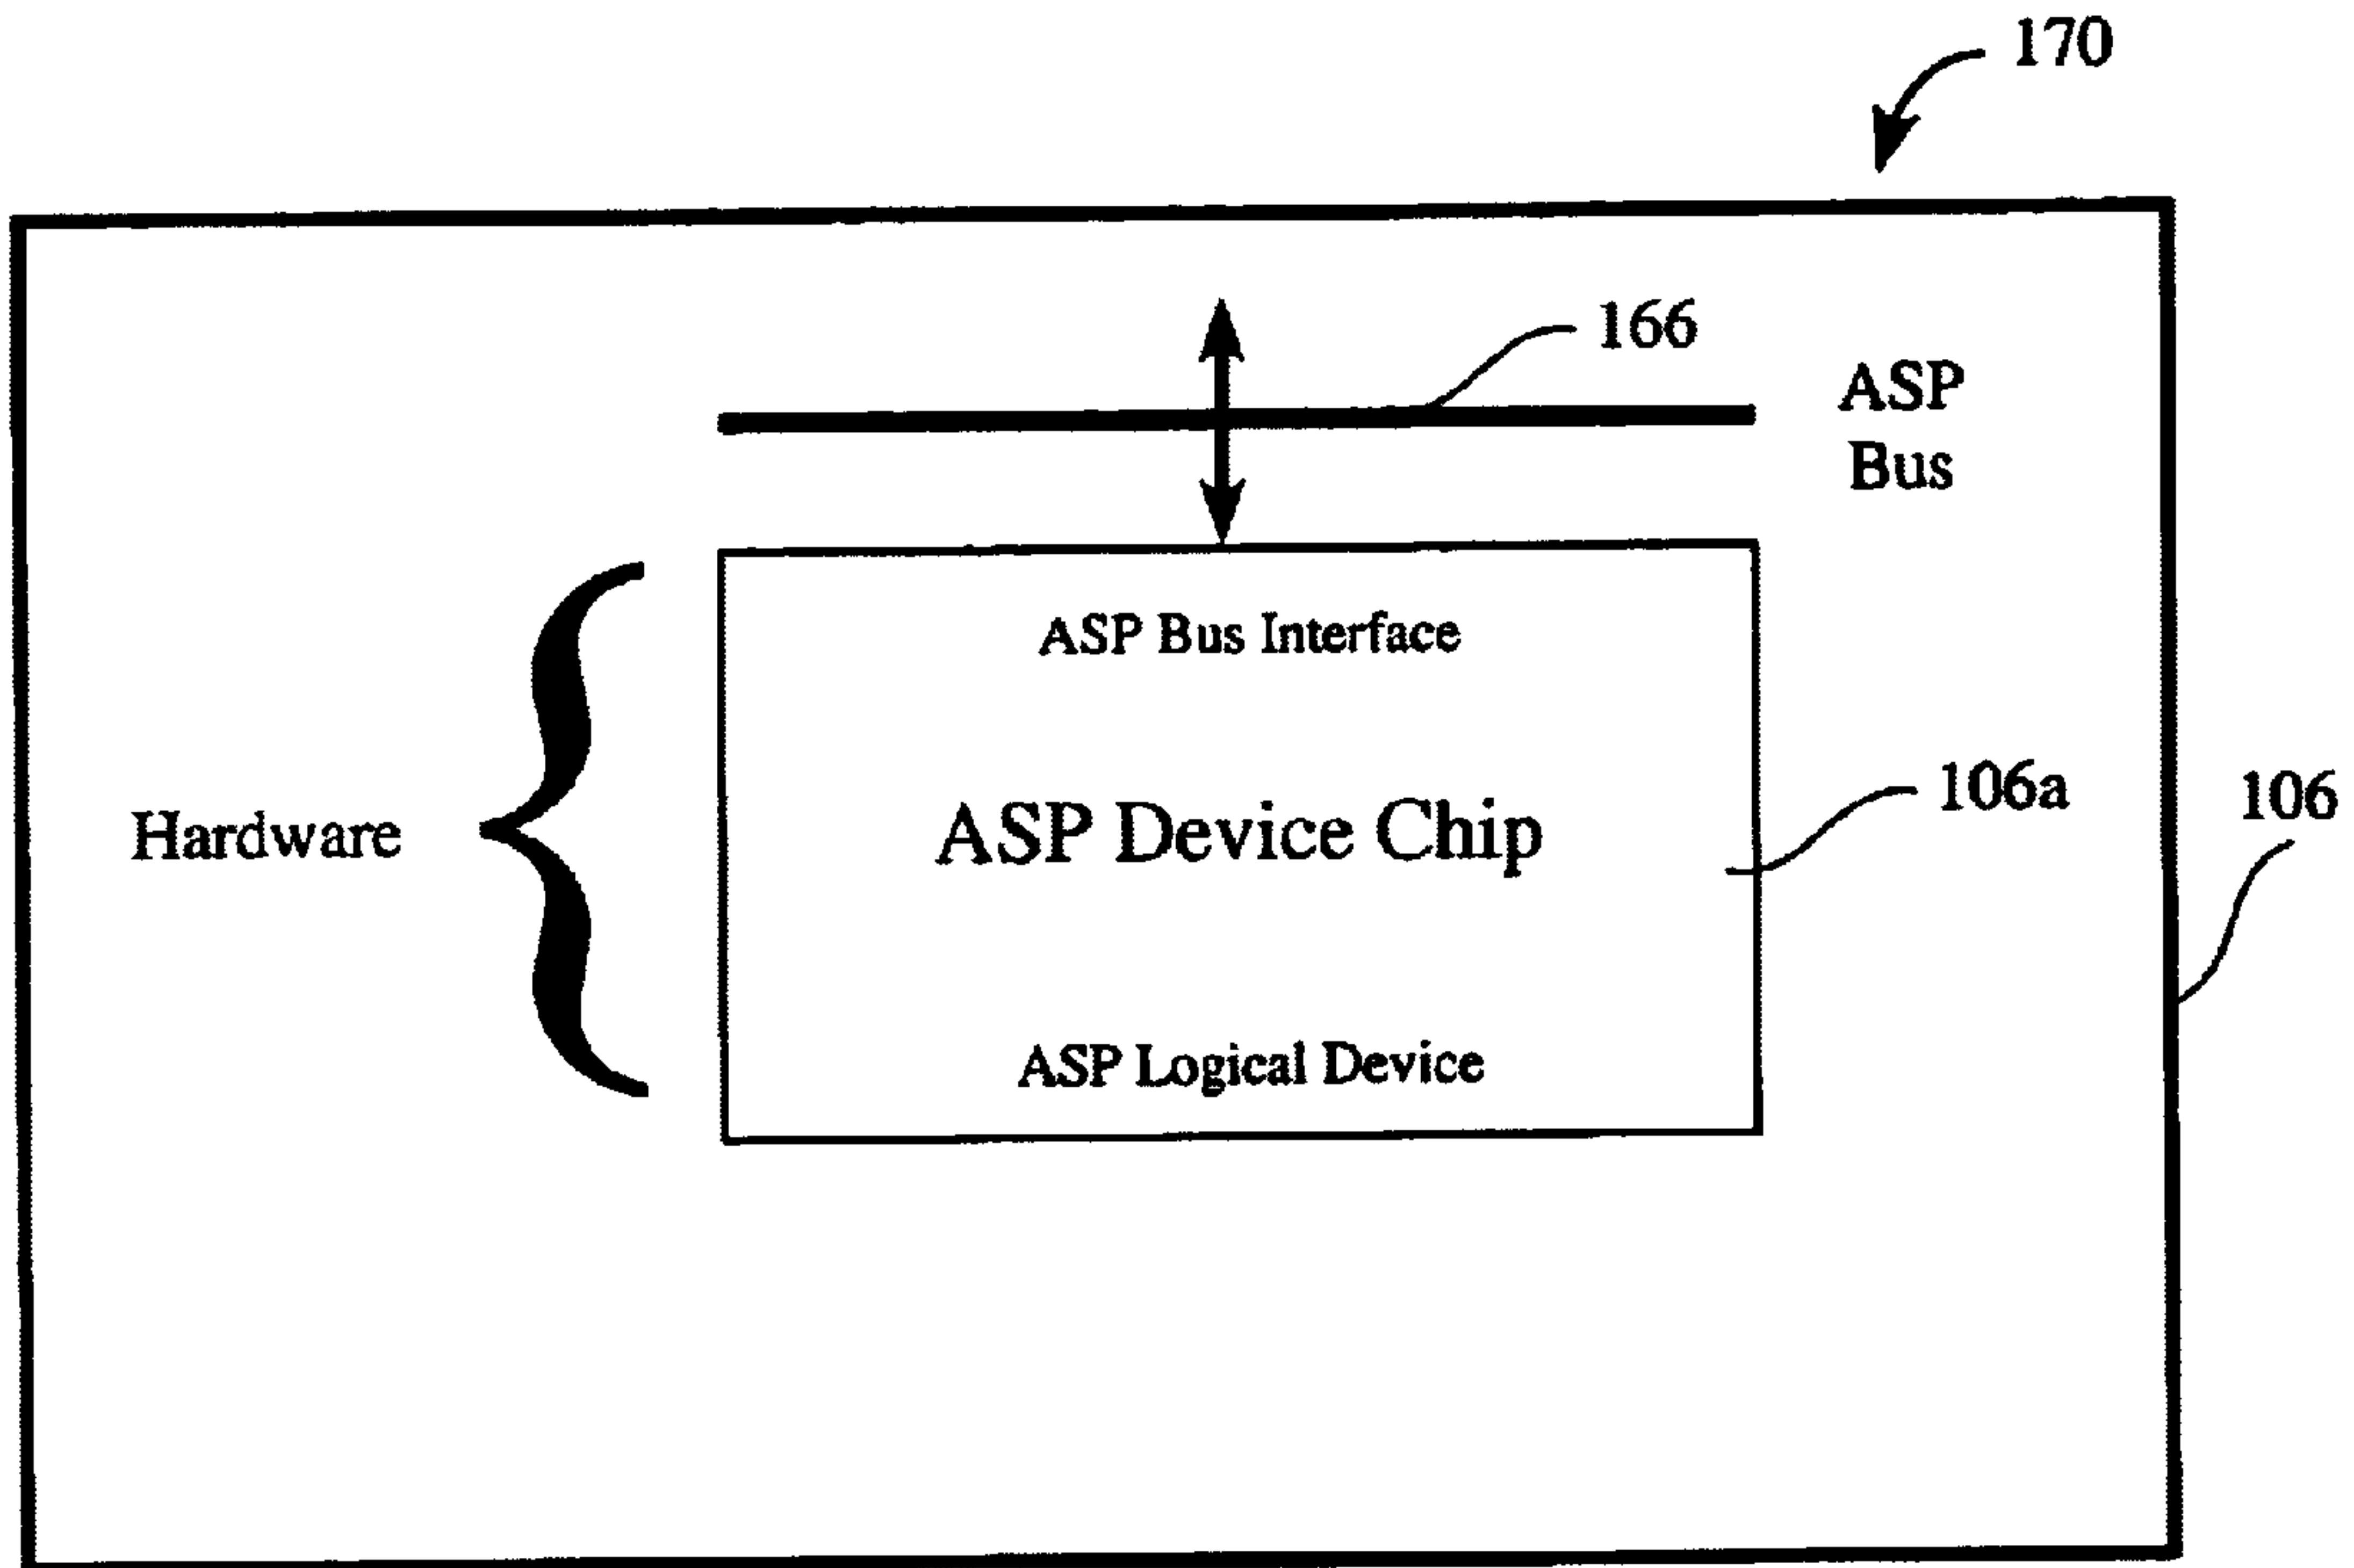 170
166
ASP
Bus
ASP Bus Interface
Hardware
ASP Device Chip
106a
106
ASP Logical Device